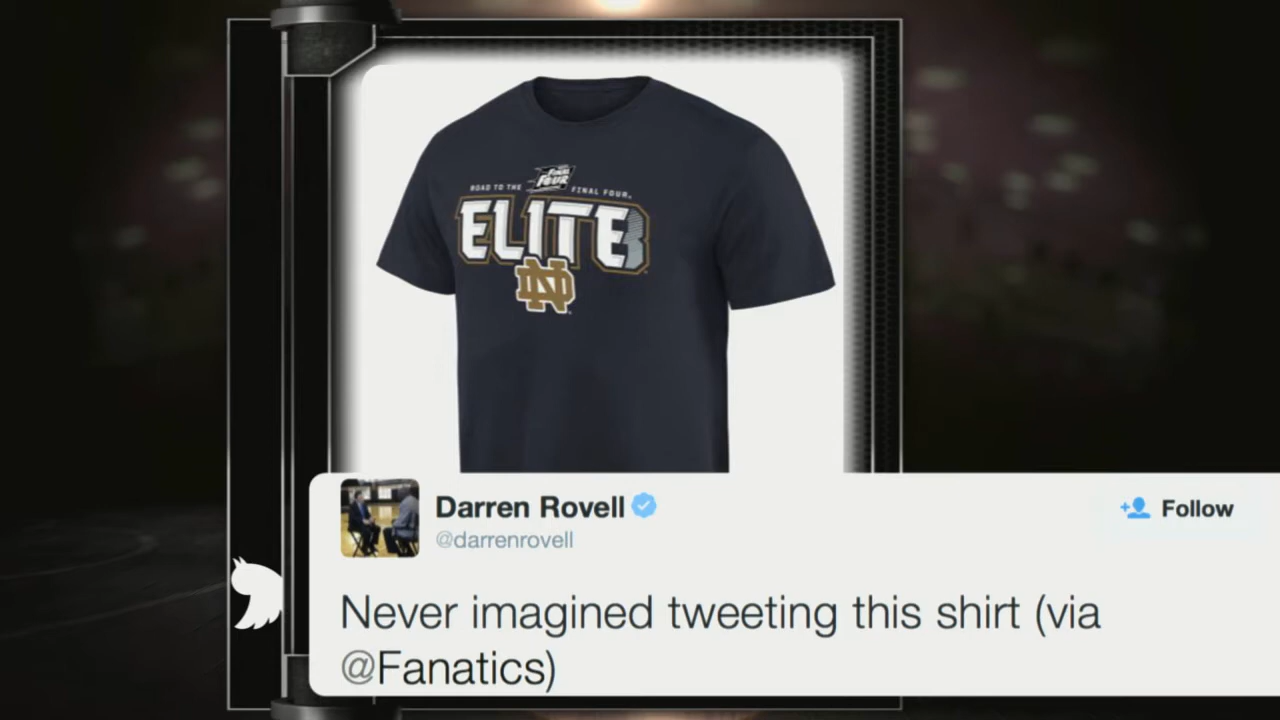 FINAL
FOUR
ROAD TO THE FINAL FOUR
ELITE 8
ND
Darren Rovell
@darrenrovell
Follow
Never imagined tweeting this shirt (via
@Fanatics)